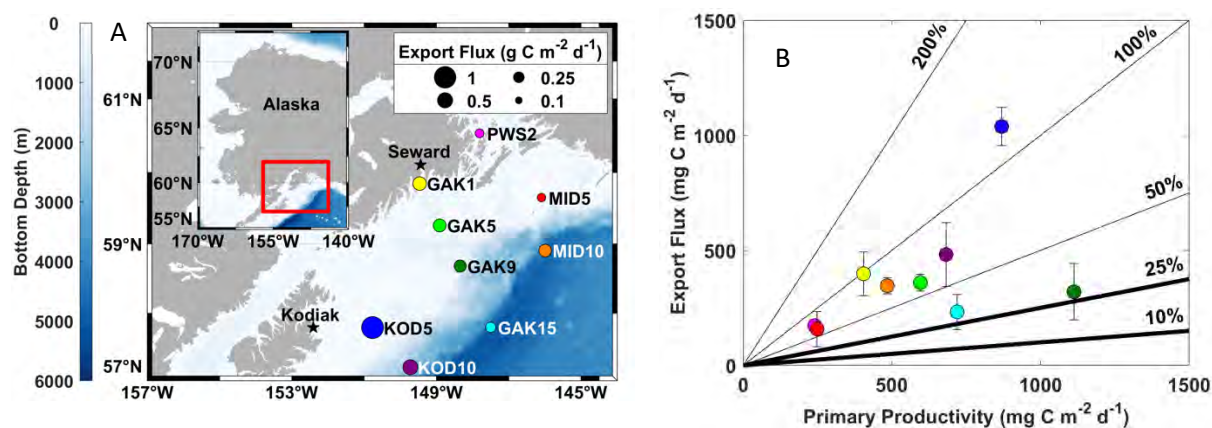 A
Bottom Depth (m)
0
1000
2000
3000
4000
5000
6000
70°N
65°N
60°N
55°N
170°W
155°W
140°W
Alaska
61°N
59°N
57°N
157°W
153°W
149°W
145°W
Export Flux (g C m⁻² d⁻¹)
1 0.25
0.5 0.1
PWS2
Seward
GAK1
MID5
GAK5
MID10
GAK9
Kodiak
KOD5
GAK15
KOD10
B
Export Flux (mg C m⁻² d⁻¹)
1500
1000
500
0
200%
100%
50%
25%
10%
0 500 1000 1500
Primary Productivity (mg C m⁻² d⁻¹)